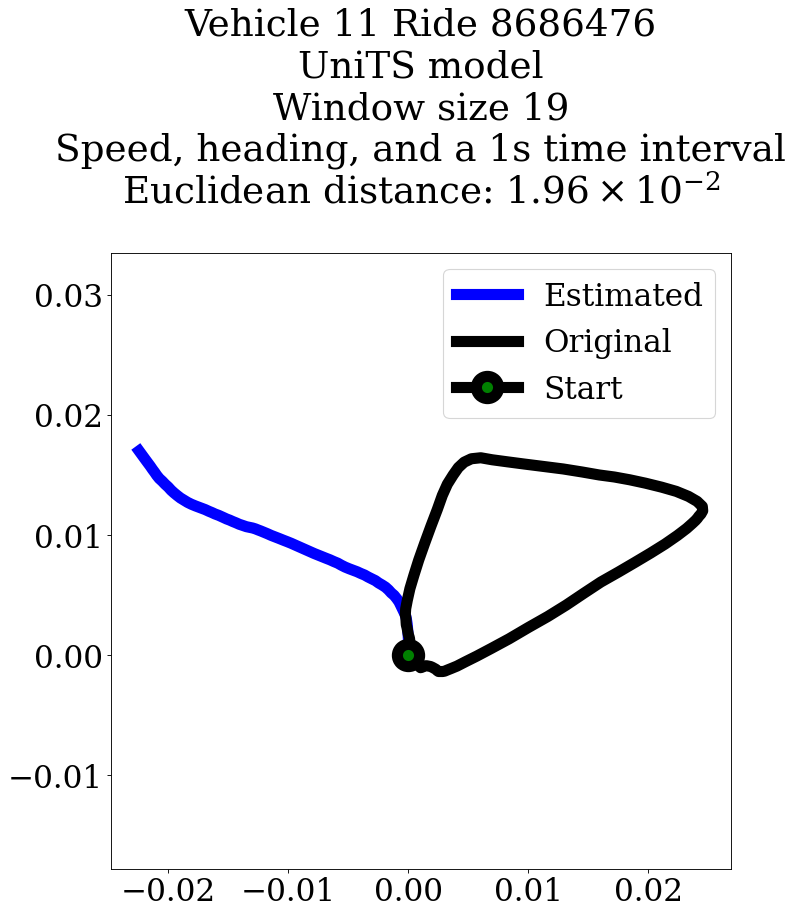 Vehicle 11 Ride 8686476
UniTS model
Window size 19
Speed, heading, and a 1s time interval
Euclidean distance: 1.96 × 10⁻²
Estimated
Original
Start
0.03
0.02
0.01
0.00
−0.01
−0.02 −0.01 0.00 0.01 0.02